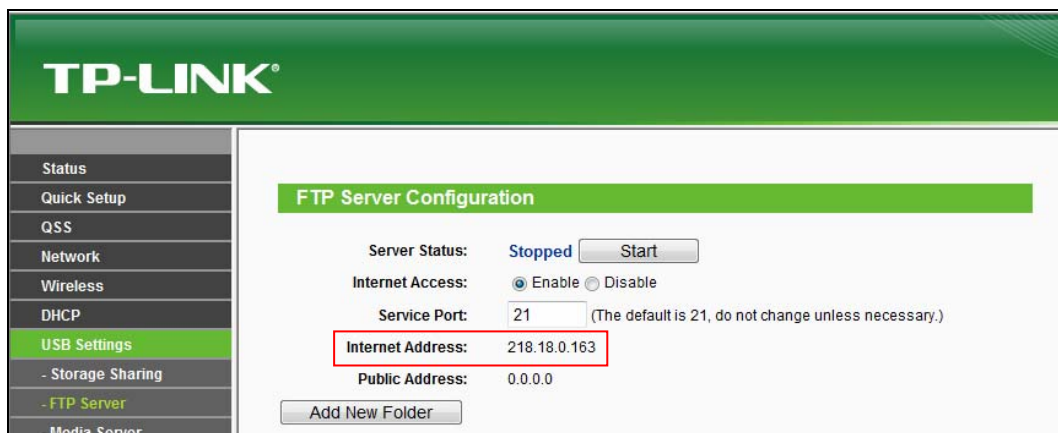 TP-LINK®
Status
Quick Setup
QSS
Network
Wireless
DHCP
USB Settings
- Storage Sharing
- FTP Server
- Media Server
FTP Server Configuration
Server Status: Stopped Start
Internet Access: Enable Disable
Service Port: 21 (The default is 21, do not change unless necessary.)
Internet Address: 218.18.0.163
Public Address: 0.0.0.0
Add New Folder